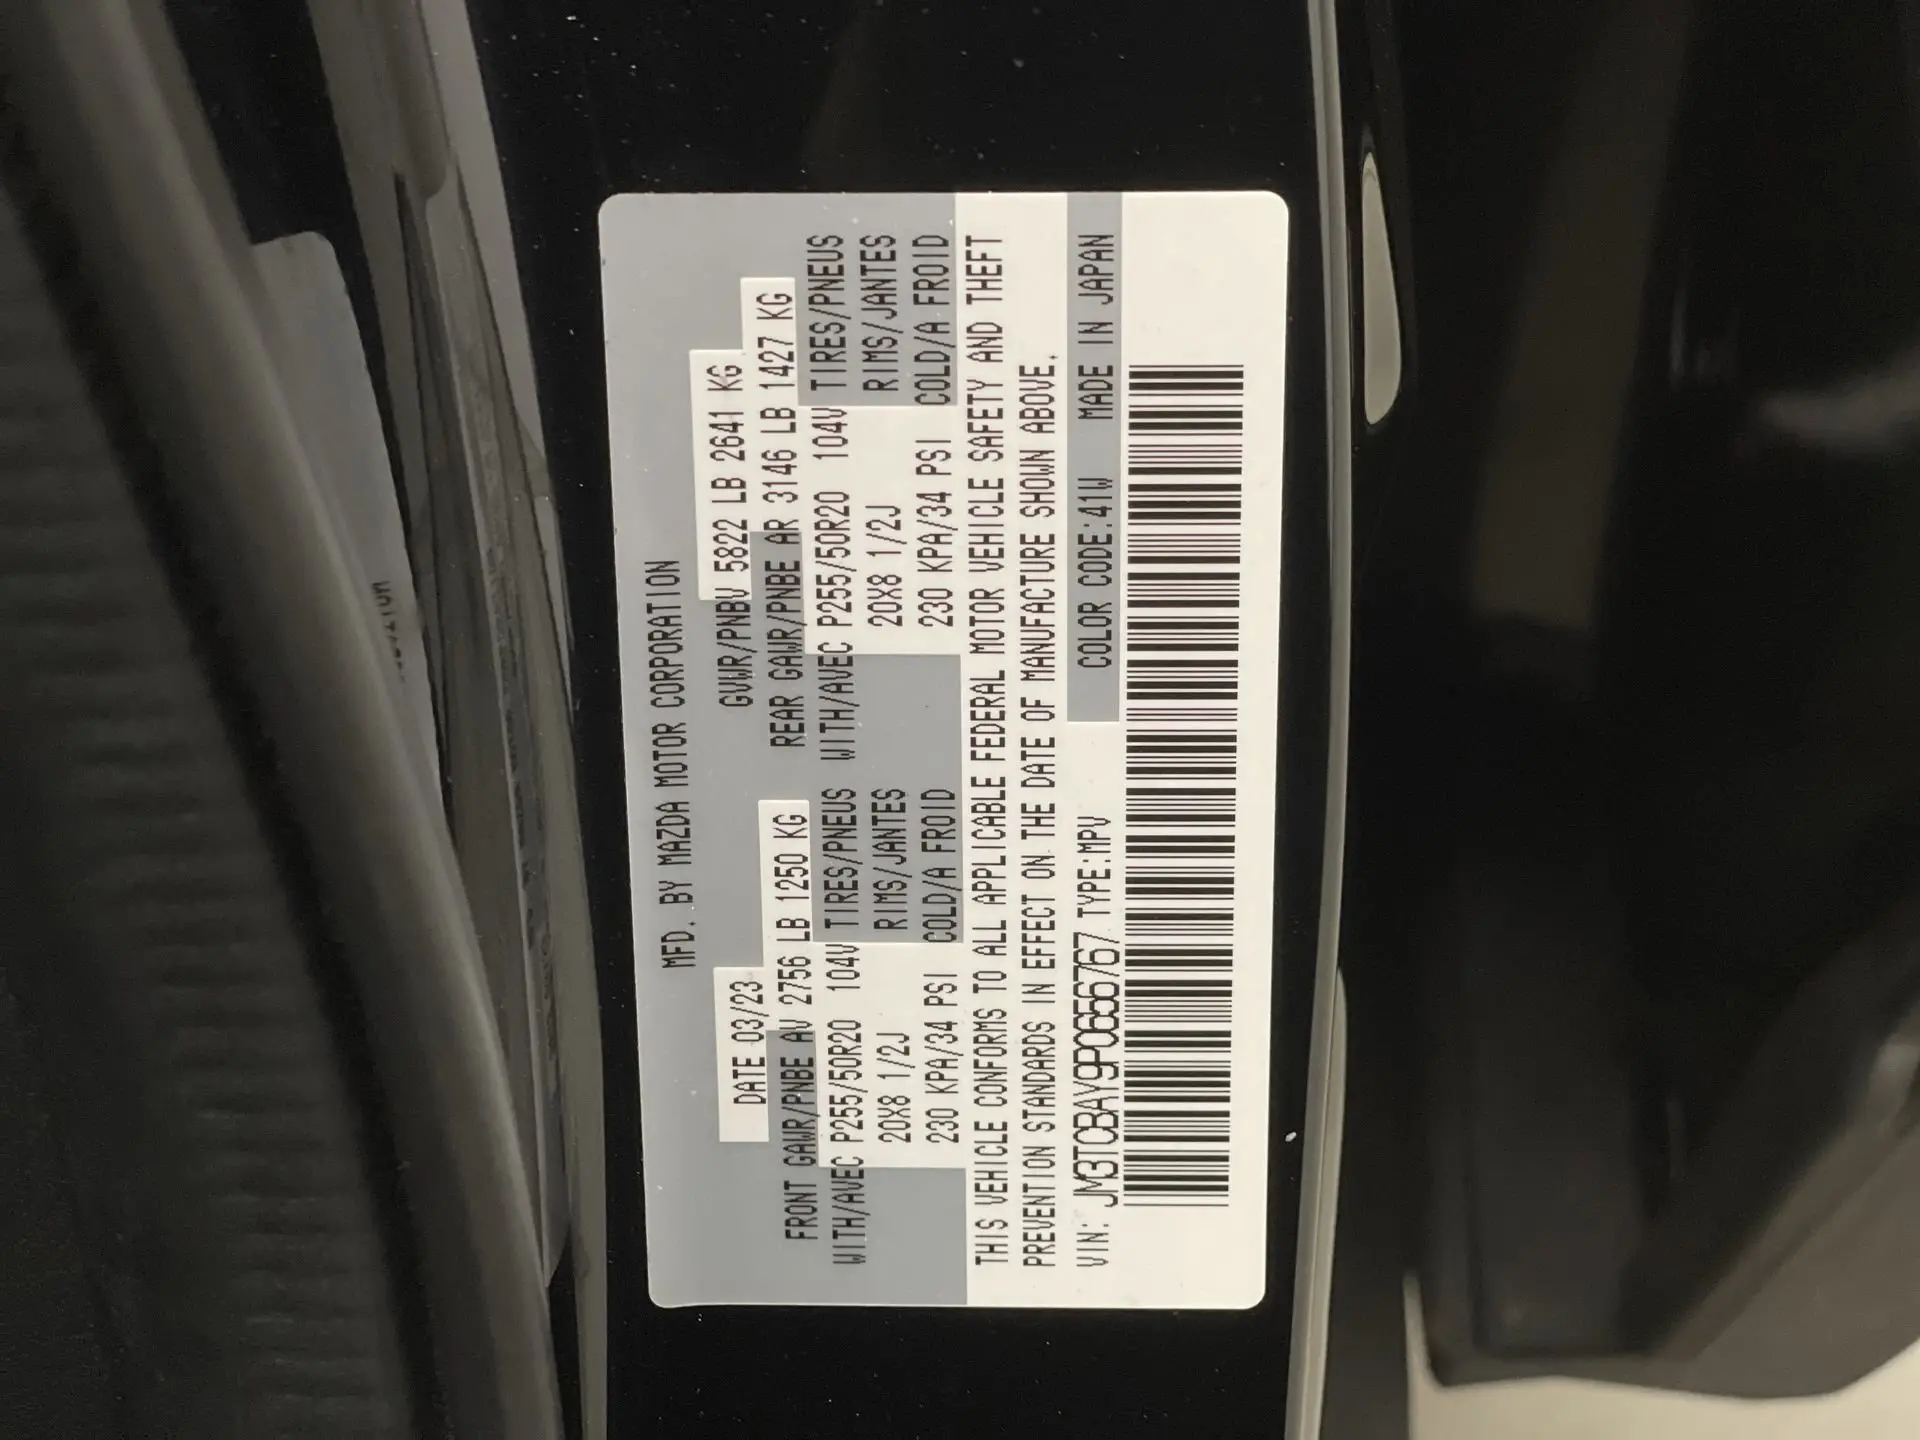 MFD. BY MAZDA MOTOR CORPORATION
DATE 03/23 GVWR/PNBV 5822 LB 2641 KG
FRONT GAWR/PNBE AV 2756 LB 1250 KG REAR GAWR/PNBE AR 3146 LB 1427 KG
WITH/AVEC P255/50R20 104V TIRES/PNEUS WITH/AVEC P255/50R20 104V TIRES/PNEUS
20X8 1/2J RIMS/JANTES 20X8 1/2J RIMS/JANTES
230 KPA/34 PSI COLD/A FROID 230 KPA/34 PSI COLD/A FROID
THIS VEHICLE CONFORMS TO ALL APPLICABLE FEDERAL MOTOR VEHICLE SAFETY AND THEFT
PREVENTION STANDARDS IN EFFECT ON THE DATE OF MANUFACTURE SHOWN ABOVE.
VIN: JM3TCBAY9P0656767 TYPE:MPV COLOR CODE:41W MADE IN JAPAN